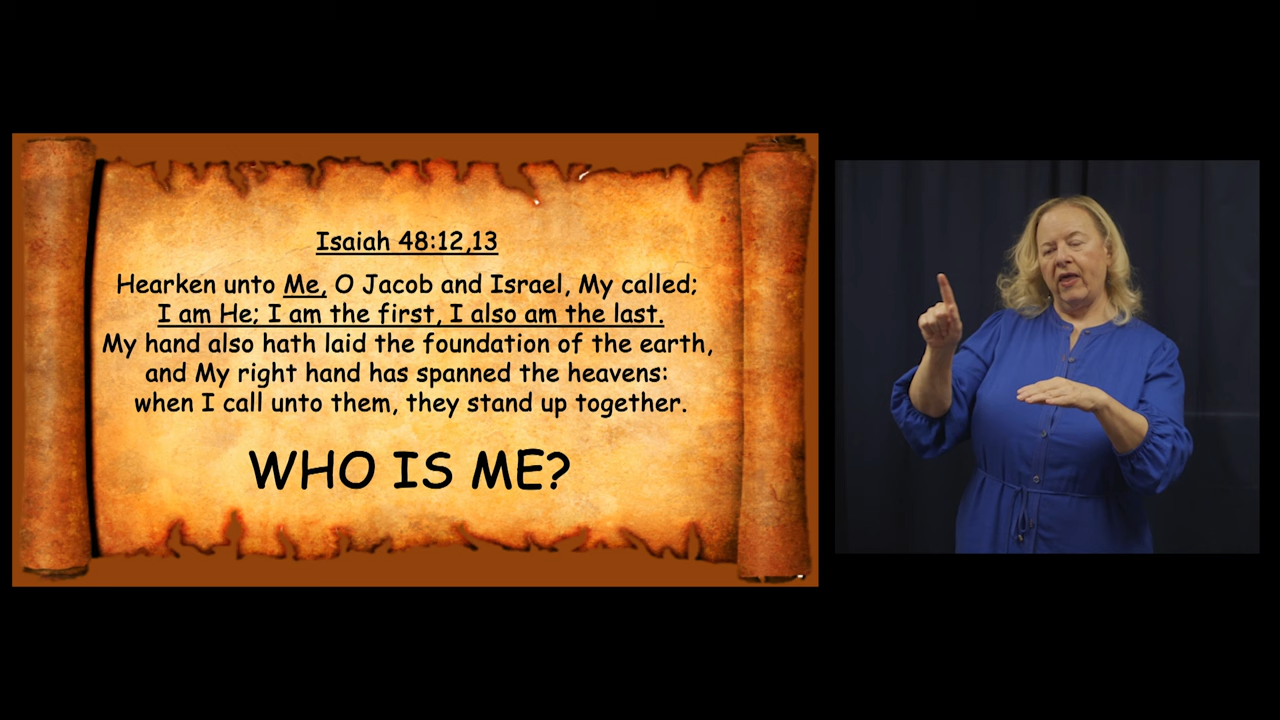 Isaiah 48:12,13
Hearken unto Me, O Jacob and Israel, My called;
I am He; I am the first, I also am the last.
My hand also hath laid the foundation of the earth,
and My right hand has spanned the heavens:
when I call unto them, they stand up together.
WHO IS ME?